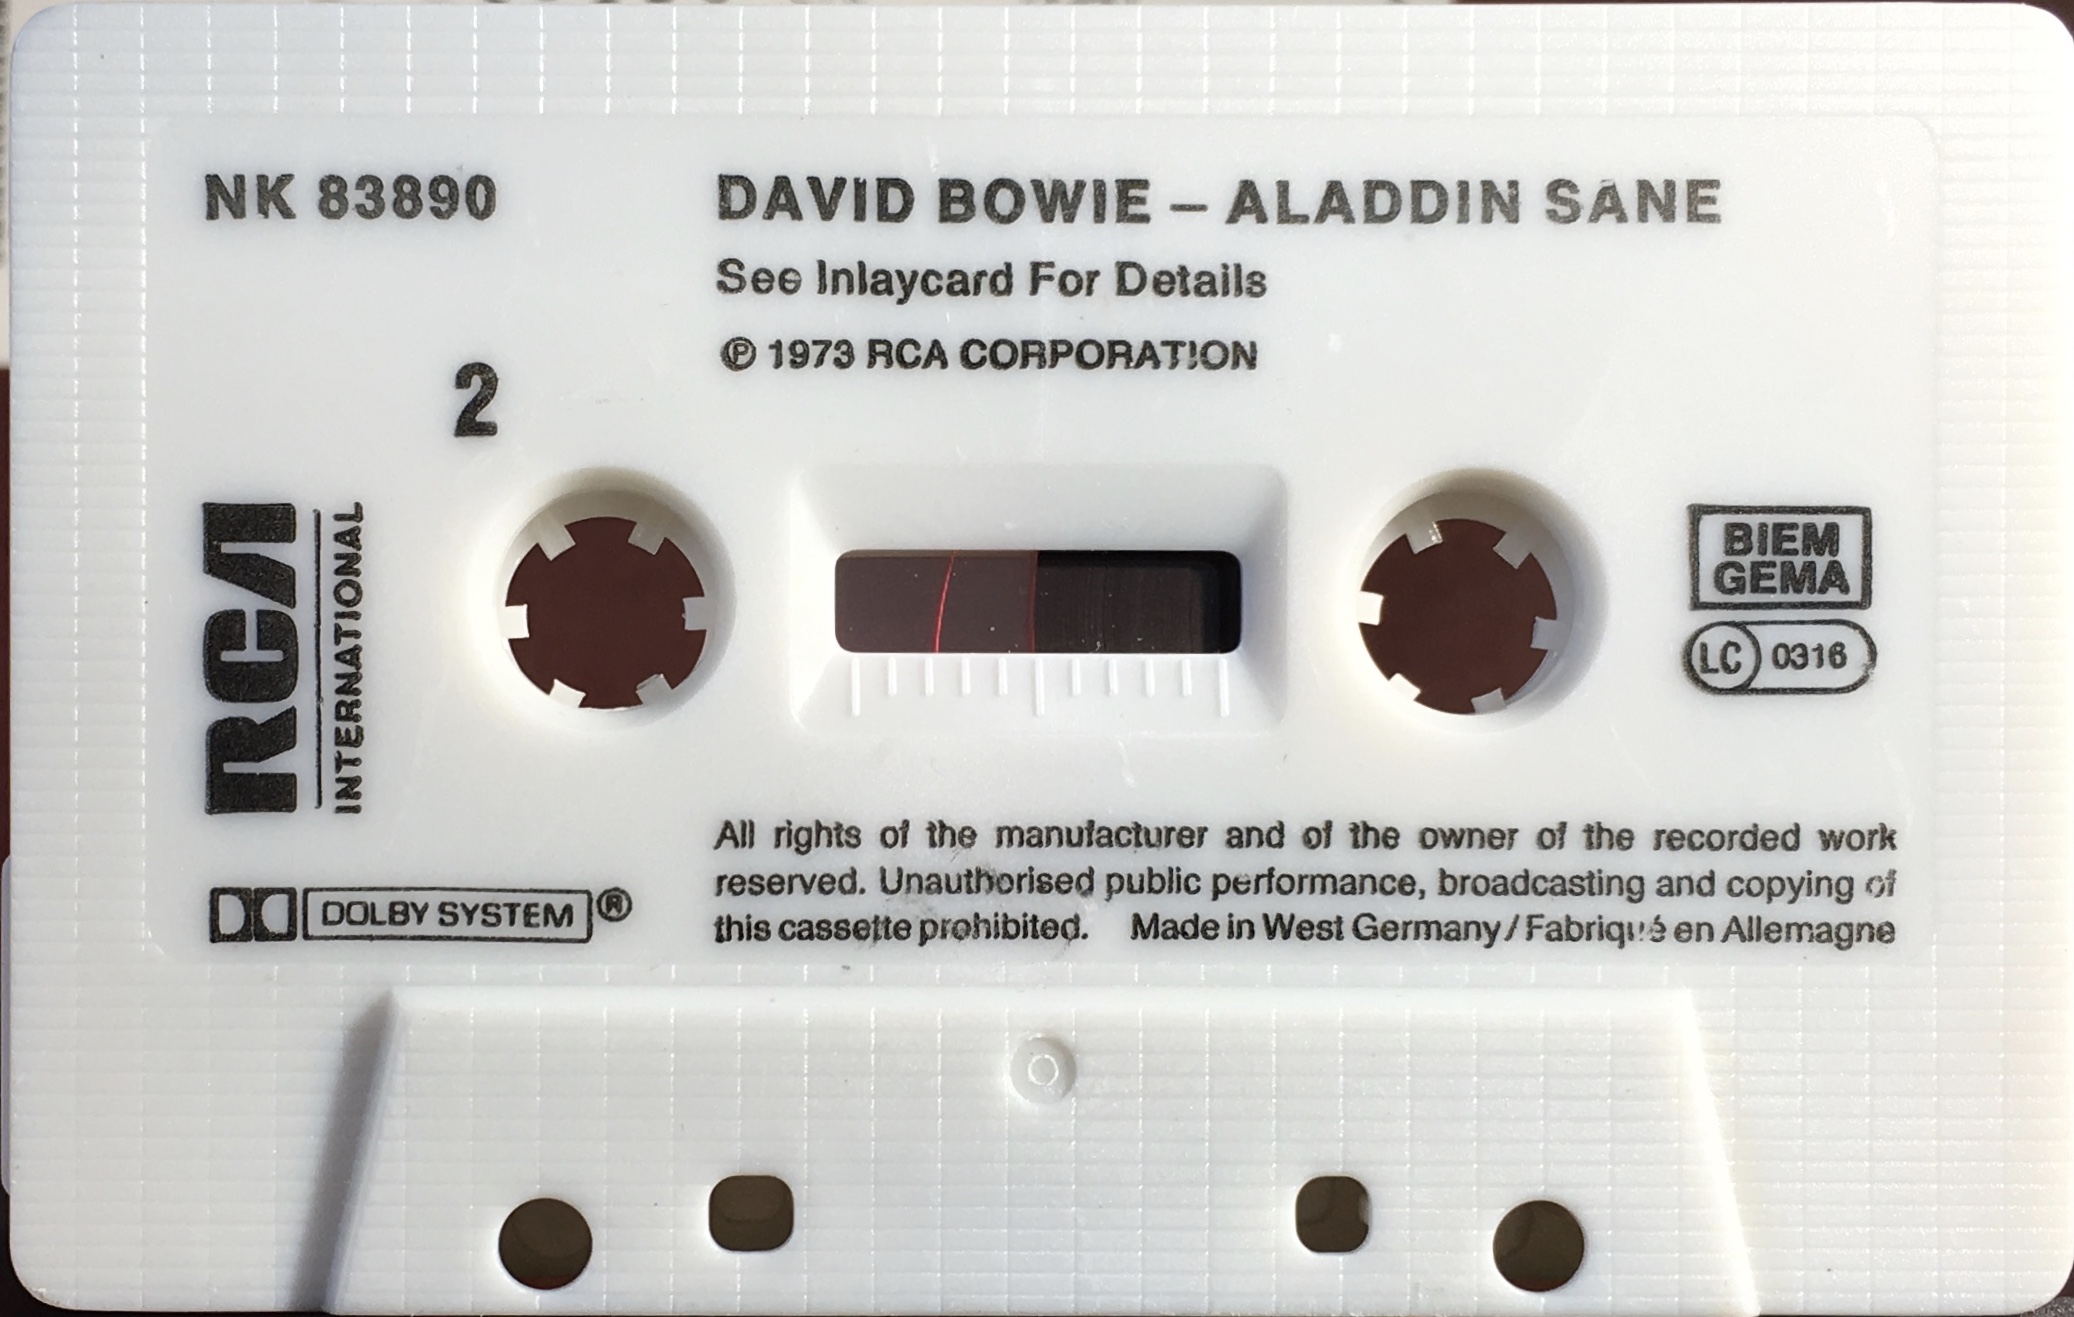 NK 83890
DAVID BOWIE – ALADDIN SANE
See Inlaycard For Details
℗ 1973 RCA CORPORATION
2
RCA
INTERNATIONAL
BIEM
GEMA
LC 0316
DOLBY SYSTEM®
All rights of the manufacturer and of the owner of the recorded work
reserved. Unauthorised public performance, broadcasting and copying of
this cassette prohibited. Made in West Germany / Fabriqué en Allemagne